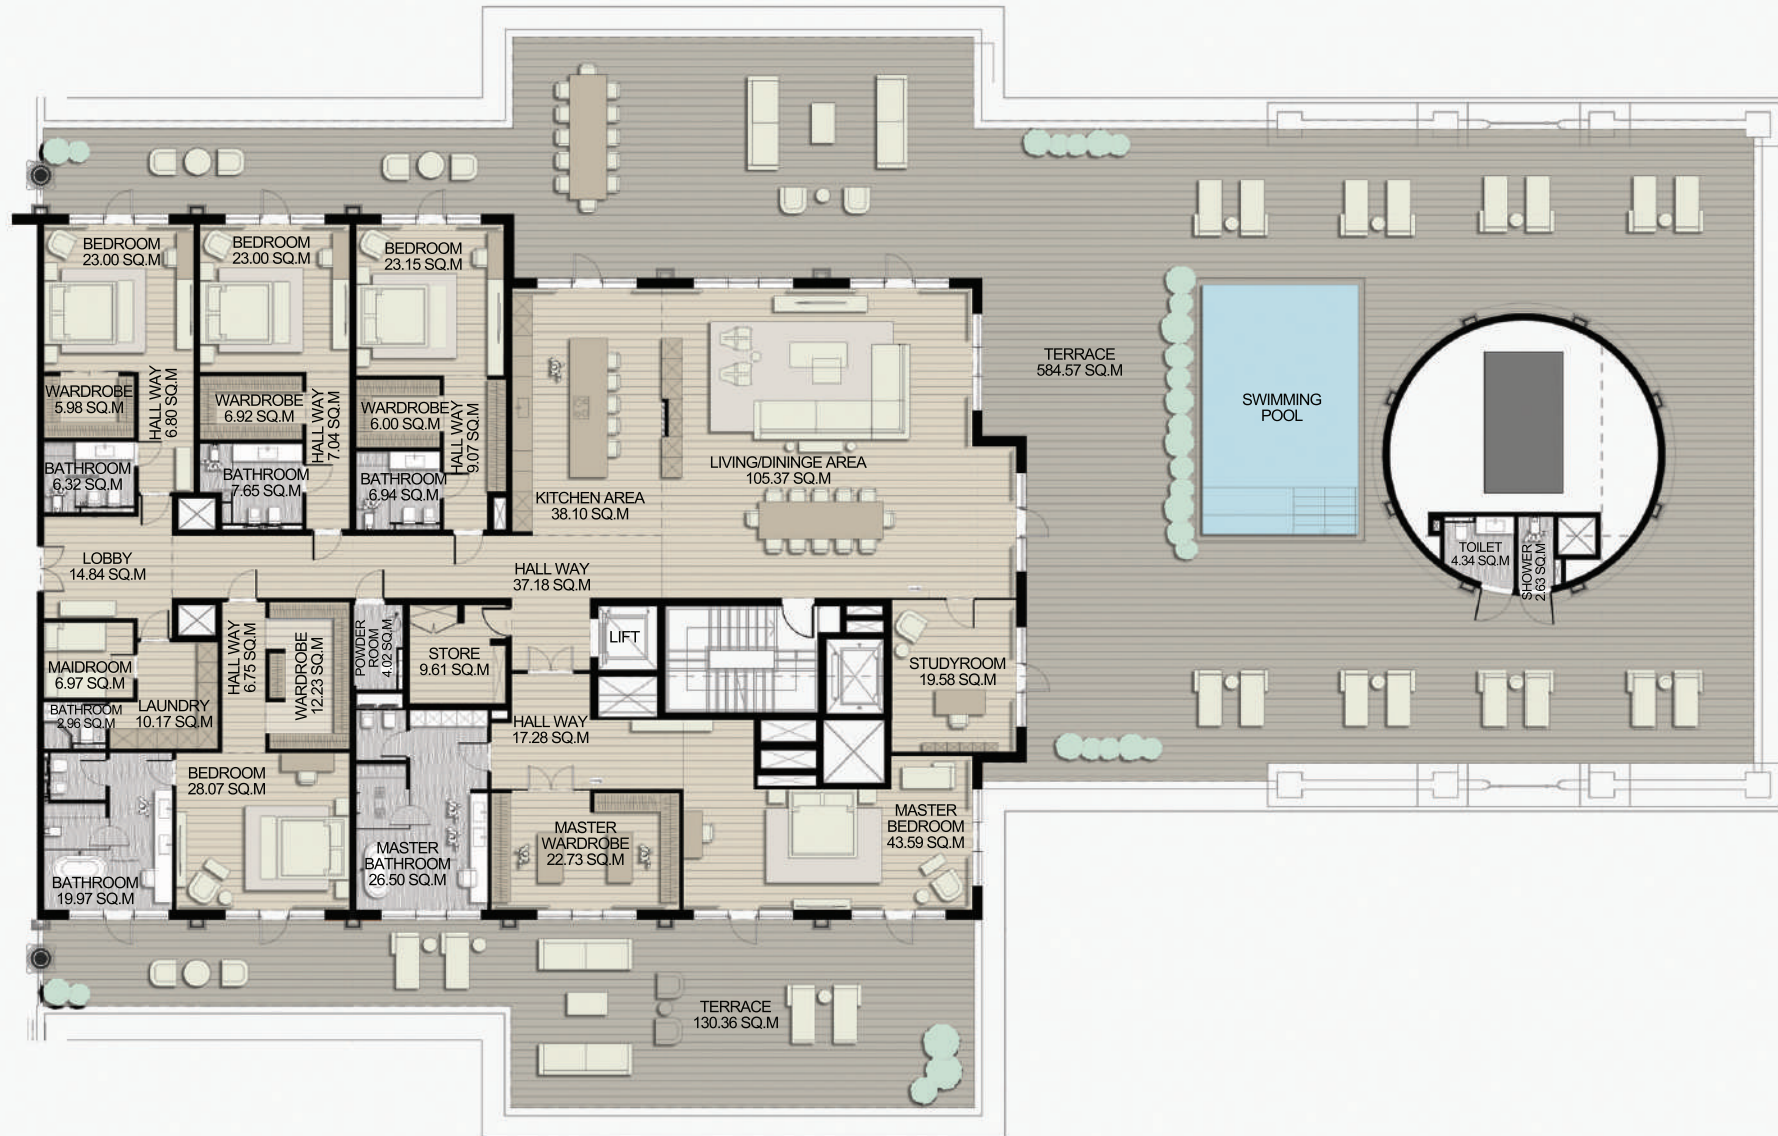 BEDROOM
23.00 SQ.M
BEDROOM
23.00 SQ.M
BEDROOM
23.15 SQ.M
WARDROBE
5.98 SQ.M
HALL WAY
6.80 SQ.M
WARDROBE
6.92 SQ.M
HALL WAY
7.04 SQ.M
WARDROBE
6.00 SQ.M
HALL WAY
9.07 SQ.M
BATHROOM
6.32 SQ.M
BATHROOM
7.65 SQ.M
BATHROOM
6.94 SQ.M
KITCHEN AREA
38.10 SQ.M
LIVING/DININGE AREA
105.37 SQ.M
TERRACE
584.57 SQ.M
SWIMMING
POOL
TOILET
4.34 SQ.M
SHOWER
2.63 SQ.M
LOBBY
14.84 SQ.M
HALL WAY
37.18 SQ.M
MAIDROOM
6.97 SQ.M
BATHROOM
2.96 SQ.M
LAUNDRY
10.17 SQ.M
HALL WAY
6.75 SQ.M
WARDROBE
12.23 SQ.M
POWDER
ROOM
4.02 SQ.M
STORE
9.61 SQ.M
LIFT
STUDYROOM
19.58 SQ.M
HALL WAY
17.28 SQ.M
BEDROOM
28.07 SQ.M
BATHROOM
19.97 SQ.M
MASTER
BATHROOM
26.50 SQ.M
MASTER
WARDROBE
22.73 SQ.M
MASTER
BEDROOM
43.59 SQ.M
TERRACE
130.36 SQ.M